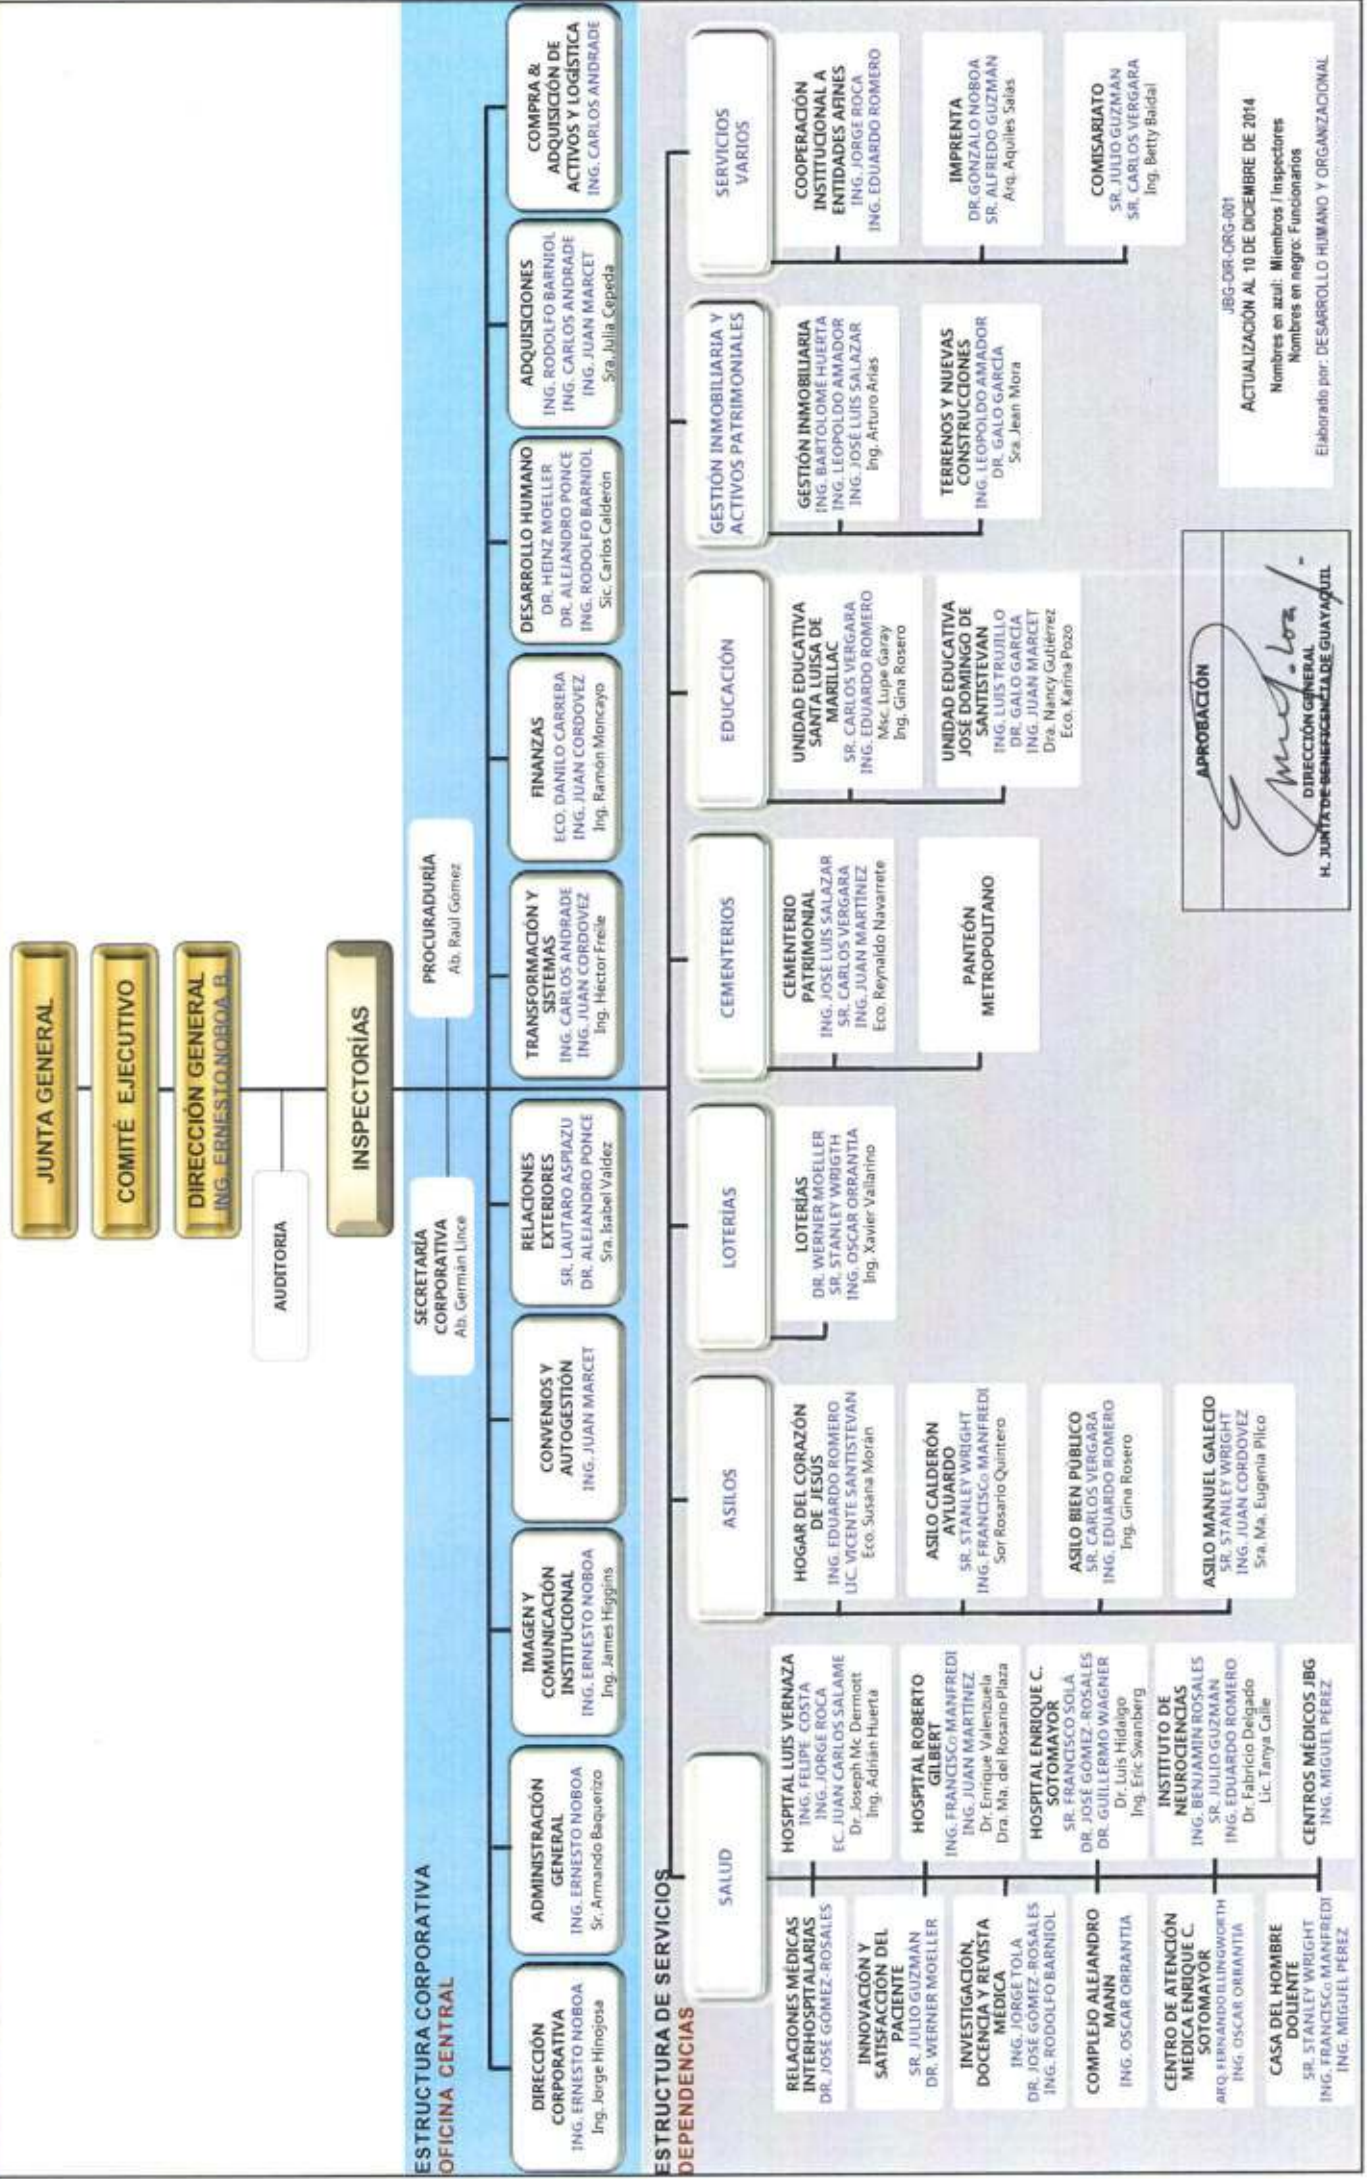 JUNTA GENERAL
COMITÉ EJECUTIVO
DIRECCIÓN GENERAL
ING. ERNESTO NOBOA B.
AUDITORIA
INSPECTORÍAS
ESTRUCTURA CORPORATIVA
OFICINA CENTRAL
SECRETARÍA
CORPORATIVA
Ab. Germán Lince
PROCURADURÍA
Ab. Raúl Gómez
DIRECCIÓN
CORPORATIVA
ING. ERNESTO NOBOA
Ing. Jorge Hinojosa
ADMINISTRACIÓN
GENERAL
ING. ERNESTO NOBOA
Sr. Armando Baquerizo
IMAGEN Y
COMUNICACIÓN
INSTITUCIONAL
ING. ERNESTO NOBOA
Ing. James Higgins
CONVENIOS Y
AUTOGESTIÓN
ING. JUAN MARCET
RELACIONES
EXTERIORES
SR. LAUTARO ASPIAZU
DR. ALEJANDRO PONCE
Sra. Isabel Valdez
TRANSFORMACIÓN Y
SISTEMAS
ING. CARLOS ANDRADE
ING. JUAN CORDOVEZ
Ing. Héctor Freile
FINANZAS
ECO. DANILO CARRERA
ING. JUAN CORDOVEZ
Ing. Ramón Moncayo
DESARROLLO HUMANO
DR. HEINZ MOELLER
DR. ALEJANDRO PONCE
ING. RODOLFO BARNIOL
Sic. Carlos Calderón
ADQUISICIONES
ING. RODOLFO BARNIOL
ING. CARLOS ANDRADE
ING. JUAN MARCET
Sra. Julia Cepeda
COMPRA &
ADQUISICIÓN DE
ACTIVOS Y LOGÍSTICA
ING. CARLOS ANDRADE
ESTRUCTURA DE SERVICIOS
DEPENDENCIAS
SALUD
RELACIONES MÉDICAS
INTERHOSPITALARIAS
DR. JOSÉ GÓMEZ-ROSALES
INNOVACIÓN Y
SATISFACCIÓN DEL
PACIENTE
SR. JULIO GUZMÁN
DR. WERNER MOELLER
INVESTIGACIÓN,
DOCENCIA Y REVISTA
MÉDICA
ING. JORGE TOLA
DR. JOSÉ GÓMEZ-ROSALES
ING. RODOLFO BARNIOL
COMPLEJO ALEJANDRO
MANN
ING. OSCAR ORRANTIA
CENTRO DE ATENCIÓN
MÉDICA ENRIQUE C.
SOTOMAYOR
ARQ. FERNANDO ILLINGWORTH
ING. OSCAR ORRANTIA
CASA DEL HOMBRE
DOLIENTE
SR. STANLEY WRIGHT
ING. FRANCISCO MANFREDI
ING. MIGUEL PÉREZ
HOSPITAL LUIS VERNAZA
ING. FELIPE COSTA
ING. JORGE ROCA
EC. JUAN CARLOS SALAME
Dr. Joseph Mc Dermott
Ing. Adrián Huerta
HOSPITAL ROBERTO
GILBERT
ING. FRANCISCO MANFREDI
ING. JUAN MARTÍNEZ
Dr. Enrique Valenzuela
Dra. Ma. del Rosario Plaza
HOSPITAL ENRIQUE C.
SOTOMAYOR
SR. FRANCISCO SOLÁ
DR. JOSÉ GÓMEZ-ROSALES
DR. GUILLERMO WAGNER
Dr. Luis Hidalgo
Ing. Eric Swanberg
INSTITUTO DE
NEUROCIENCIAS
ING. BENJAMIN ROSALES
SR. JULIO GUZMÁN
ING. EDUARDO ROMERO
Dr. Fabricio Delgado
Lic. Tanya Calle
CENTROS MÉDICOS JBG
ING. MIGUEL PÉREZ
ASILOS
HOGAR DEL CORAZÓN
DE JESÚS
ING. EDUARDO ROMERO
LIC. VICENTE SANTISTEVAN
Eco. Susana Morán
ASILO CALDERÓN
AYLUARDO
SR. STANLEY WRIGHT
ING. FRANCISCO MANFREDI
Sor Rosario Quintero
ASILO BIEN PÚBLICO
SR. CARLOS VERGARA
ING. EDUARDO ROMERO
Ing. Gina Rosero
ASILO MANUEL GALECIO
SR. STANLEY WRIGHT
ING. JUAN CORDOVEZ
Sra. Ma. Eugenia Plico
LOTERÍAS
LOTERÍAS
DR. WERNER MOELLER
SR. STANLEY WRIGTH
ING. OSCAR ORRANTIA
Ing. Xavier Vallarino
CEMENTERIOS
CEMENTERIO
PATRIMONIAL
ING. JOSÉ LUIS SALAZAR
SR. CARLOS VERGARA
ING. JUAN MARTÍNEZ
Eco. Reynaldo Navarrete
PANTEÓN
METROPOLITANO
EDUCACIÓN
UNIDAD EDUCATIVA
SANTA LUISA DE
MARILLAC
SR. CARLOS VERGARA
ING. EDUARDO ROMERO
Msc. Lupe Garay
Ing. Gina Rosero
UNIDAD EDUCATIVA
JOSÉ DOMINGO DE
SANTISTEVAN
ING. LUIS TRUJILLO
DR. GALO GARCÍA
ING. JUAN MARCET
Dra. Nancy Gutiérrez
Eco. Karina Pozo
GESTIÓN INMOBILIARIA Y
ACTIVOS PATRIMONIALES
GESTIÓN INMOBILIARIA
ING. BARTOLOMÉ HUERTA
ING. LEOPOLDO AMADOR
ING. JOSÉ LUIS SALAZAR
Ing. Arturo Arias
TERRENOS Y NUEVAS
CONSTRUCCIONES
ING. LEOPOLDO AMADOR
DR. GALO GARCÍA
Sra. Jean Mora
SERVICIOS
VARIOS
COOPERACIÓN
INSTITUCIONAL A
ENTIDADES AFINES
ING. JORGE ROCA
ING. EDUARDO ROMERO
IMPRENTA
DR. GONZALO NOBOA
SR. ALFREDO GUZMÁN
Arq. Aquiles Salas
COMISARIATO
SR. JULIO GUZMÁN
SR. CARLOS VERGARA
Ing. Betty Baidal
APROBACIÓN
DIRECCIÓN GENERAL
H. JUNTA DE BENEFICENCIA DE GUAYAQUIL
JBG-DIR-ORG-001
ACTUALIZACIÓN AL 10 DE DICIEMBRE DE 2014
Nombres en azul: Miembros / Inspectores
Nombres en negro: Funcionarios
Elaborado por: DESARROLLO HUMANO Y ORGANIZACIONAL